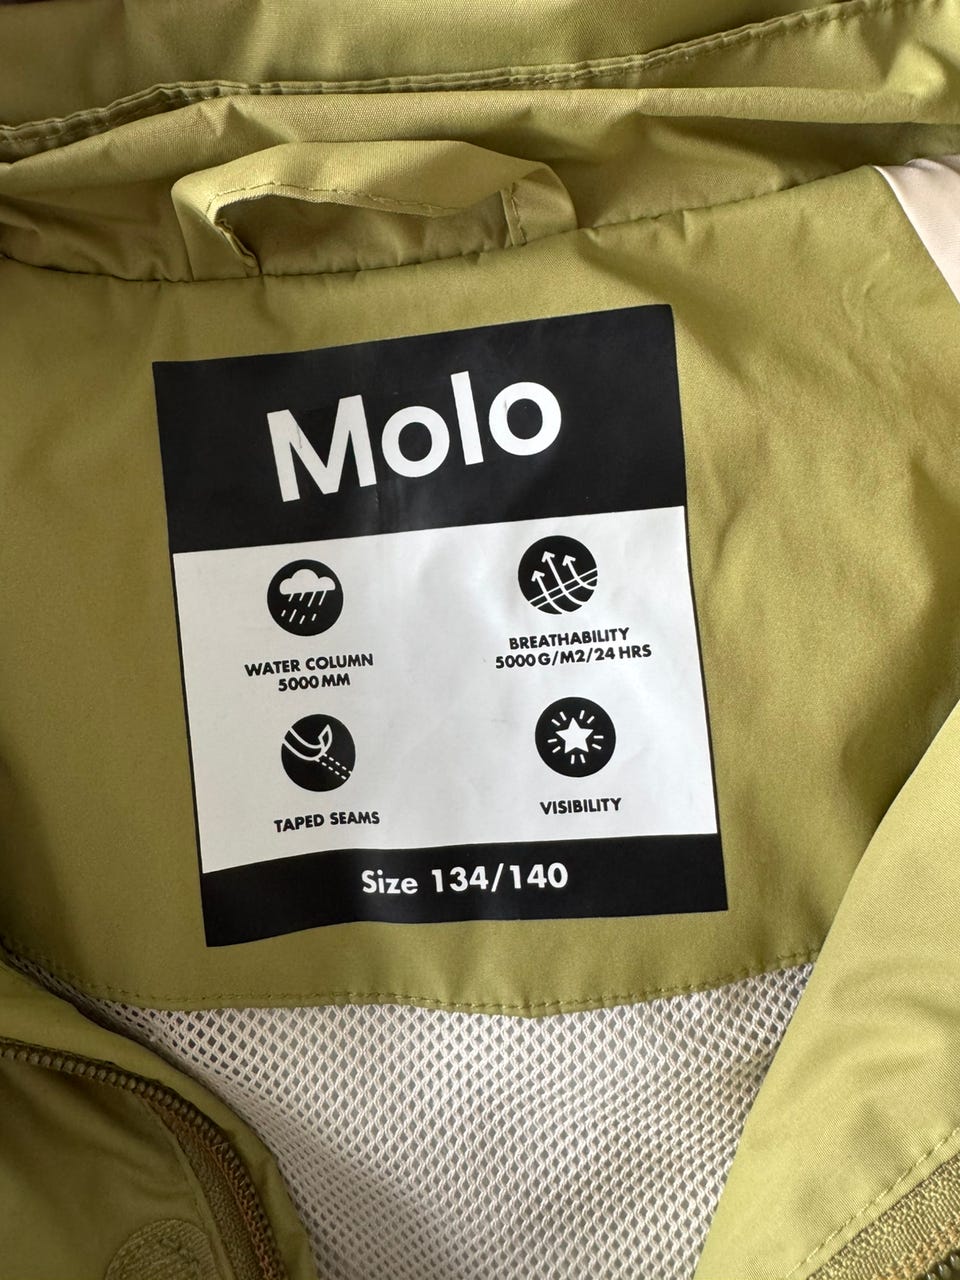 Molo
WATER COLUMN
5000 MM
BREATHABILITY
5000 G/M2/24 HRS
TAPED SEAMS
VISIBILITY
Size 134/140